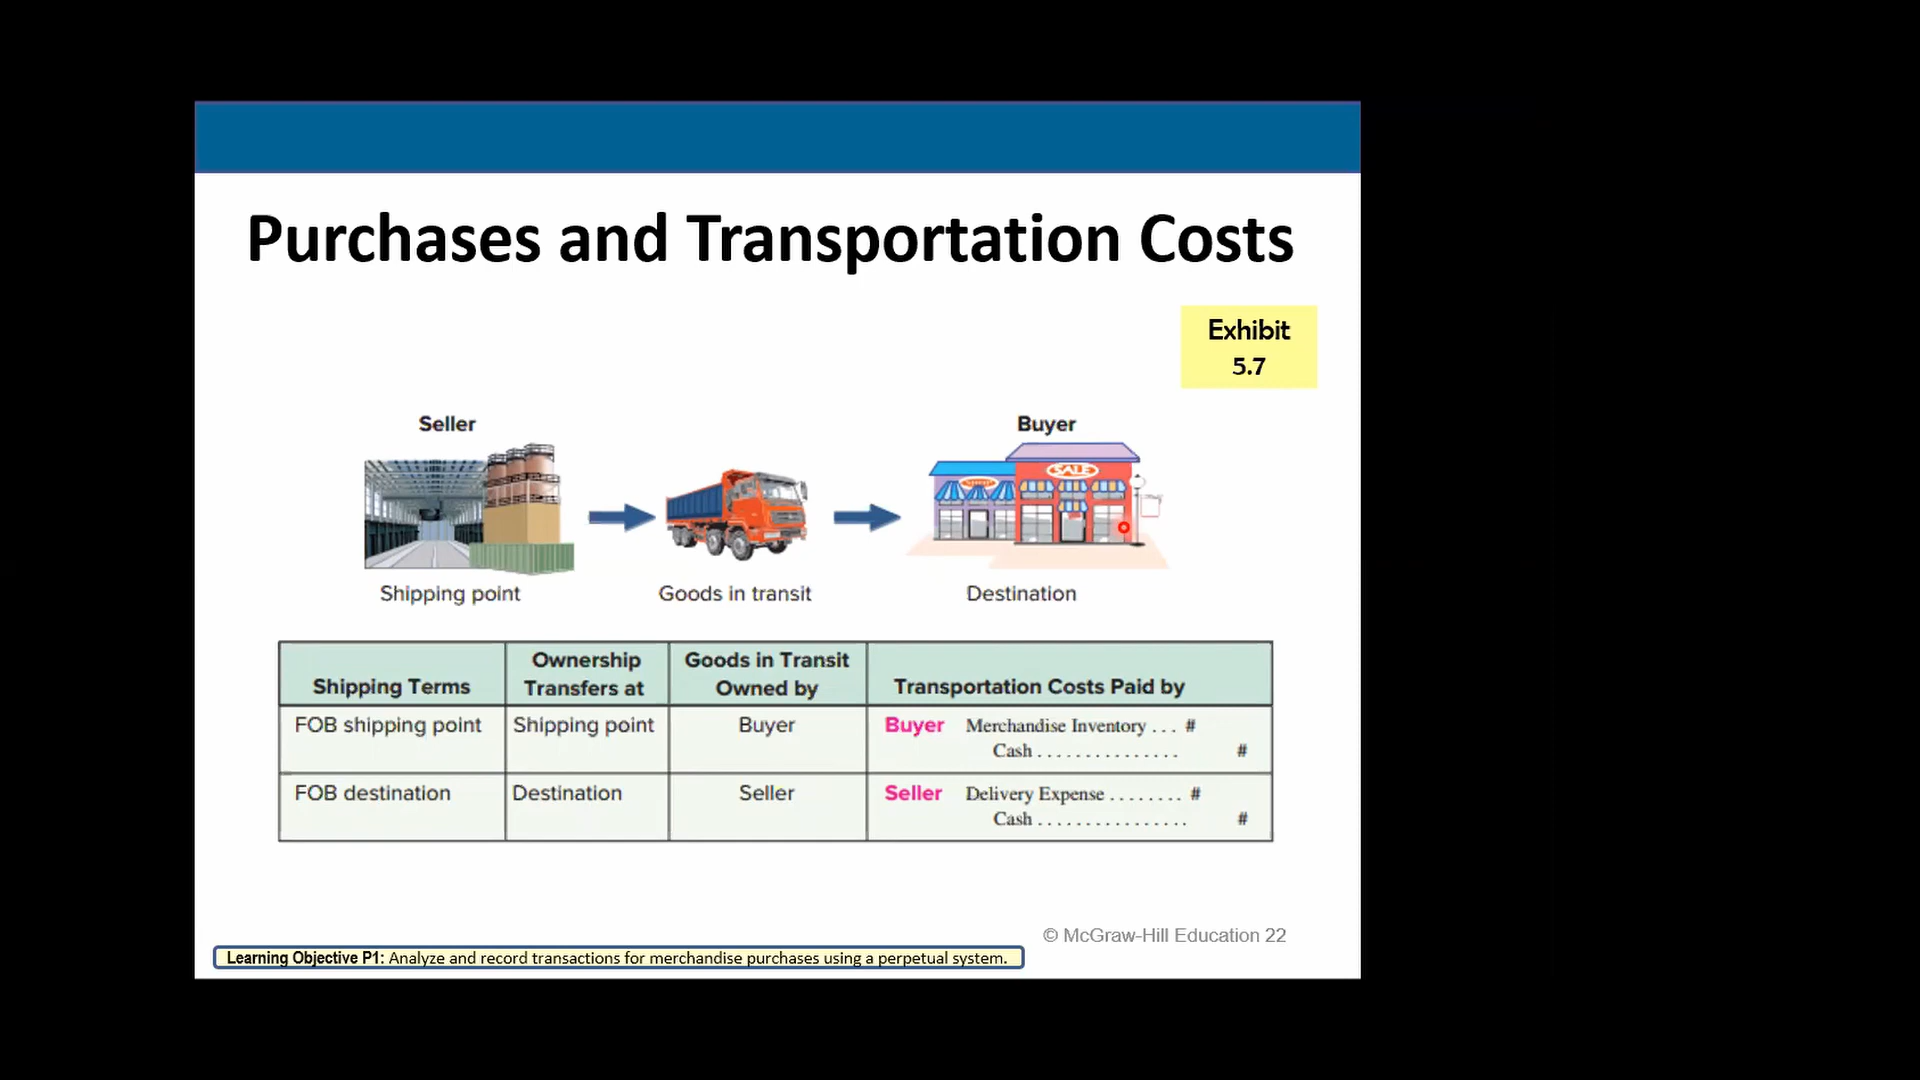 Purchases and Transportation Costs
Exhibit
5.7
Seller
Buyer
SALE
Shipping point
Goods in transit
Destination
Shipping Terms
Ownership
Transfers at
Goods in Transit
Owned by
Transportation Costs Paid by
FOB shipping point
Shipping point
Buyer
Buyer Merchandise Inventory . . . #
Cash . . . . . . . . . . . . . . . #
FOB destination
Destination
Seller
Seller Delivery Expense . . . . . . . . #
Cash . . . . . . . . . . . . . . . . #
© McGraw-Hill Education 22
Learning Objective P1: Analyze and record transactions for merchandise purchases using a perpetual system.